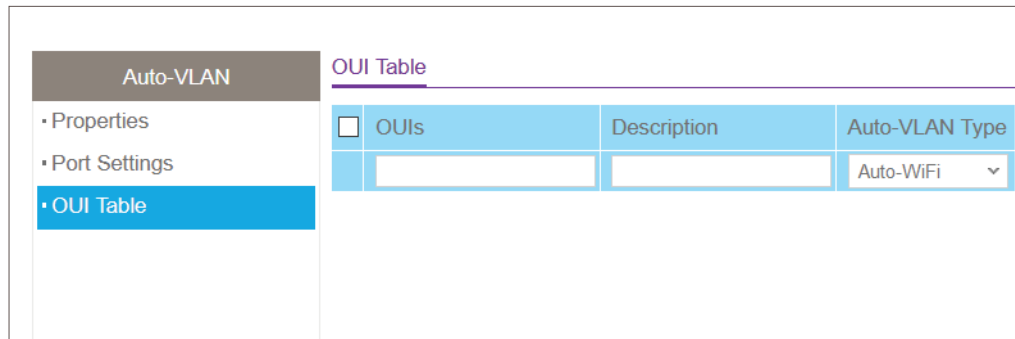 Auto-VLAN
Properties
Port Settings
OUI Table
OUI Table
OUIs Description Auto-VLAN Type
Auto-WiFi